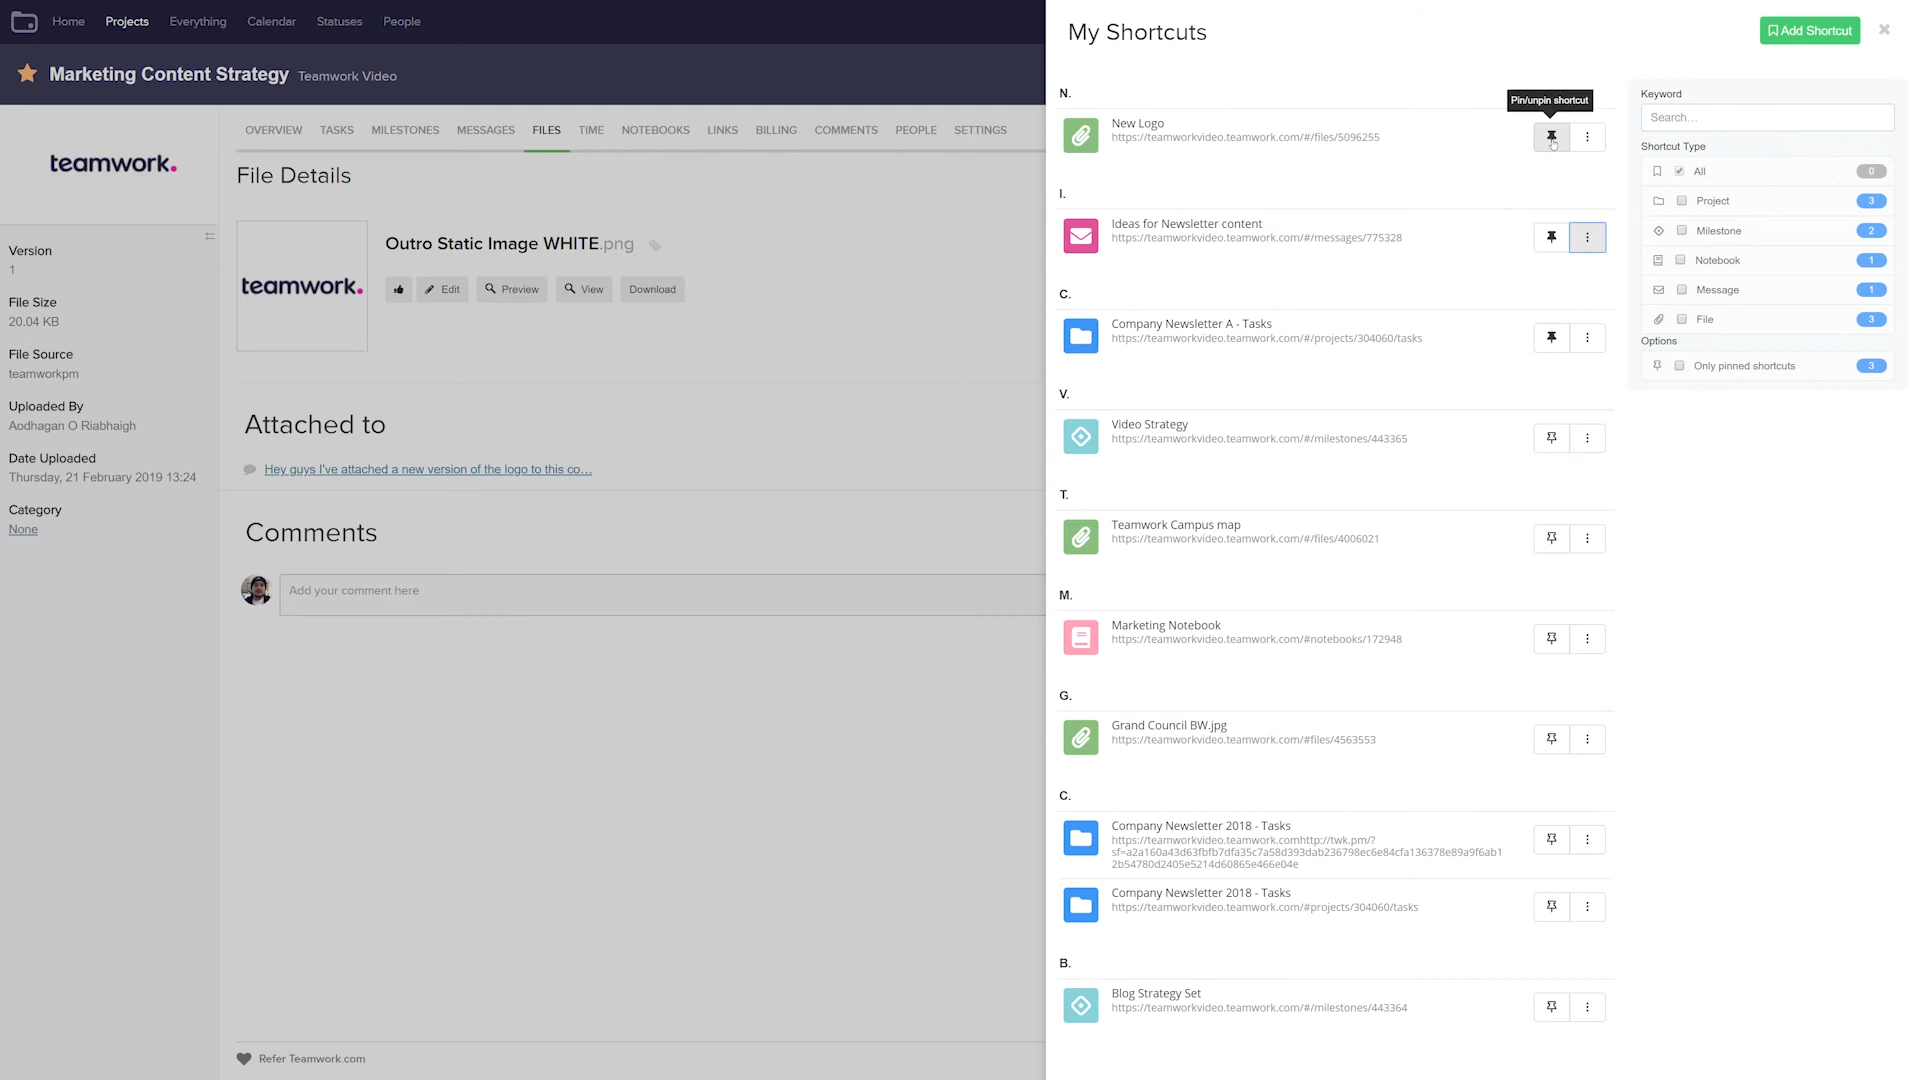 Home
Projects
Everything
Calendar
Statuses
People
Marketing Content Strategy Teamwork Video
teamwork.
Version
1
File Size
20.04 KB
File Source
teamworkpm
Uploaded By
Aodhagan O Riabhaigh
Date Uploaded
Thursday, 21 February 2019 13:24
Category
None
OVERVIEW
TASKS
MILESTONES
MESSAGES
FILES
TIME
NOTEBOOKS
LINKS
BILLING
COMMENTS
PEOPLE
SETTINGS
File Details
teamwork.
Outro Static Image WHITE.png
Edit
Preview
View
Download
Attached to
Hey guys I've attached a new version of the logo to this co…
Comments
Add your comment here
Refer Teamwork.com
My Shortcuts
Add Shortcut
N.
Pin/unpin shortcut
New Logo
https://teamworkvideo.teamwork.com/#/files/5096255
I.
Ideas for Newsletter content
https://teamworkvideo.teamwork.com/#/messages/775328
C.
Company Newsletter A - Tasks
https://teamworkvideo.teamwork.com/#/projects/304060/tasks
V.
Video Strategy
https://teamworkvideo.teamwork.com/#/milestones/443365
T.
Teamwork Campus map
https://teamworkvideo.teamwork.com/#/files/4006021
M.
Marketing Notebook
https://teamworkvideo.teamwork.com/#notebooks/172948
G.
Grand Council BW.jpg
https://teamworkvideo.teamwork.com/#files/4563553
C.
Company Newsletter 2018 - Tasks
https://teamworkvideo.teamwork.comhttp://twk.pm/?
sf=a2a160a43d63fbfb7dfa35c7a58d393dab236798ec6e84cfa136378e89a9f6ab1
2b54780d2405e5214d60865e466e04e
Company Newsletter 2018 - Tasks
https://teamworkvideo.teamwork.com/#projects/304060/tasks
B.
Blog Strategy Set
https://teamworkvideo.teamwork.com/#/milestones/443364
Keyword
Search…
Shortcut Type
All 0
Project 3
Milestone 2
Notebook 1
Message 1
File 3
Options
Only pinned shortcuts 3